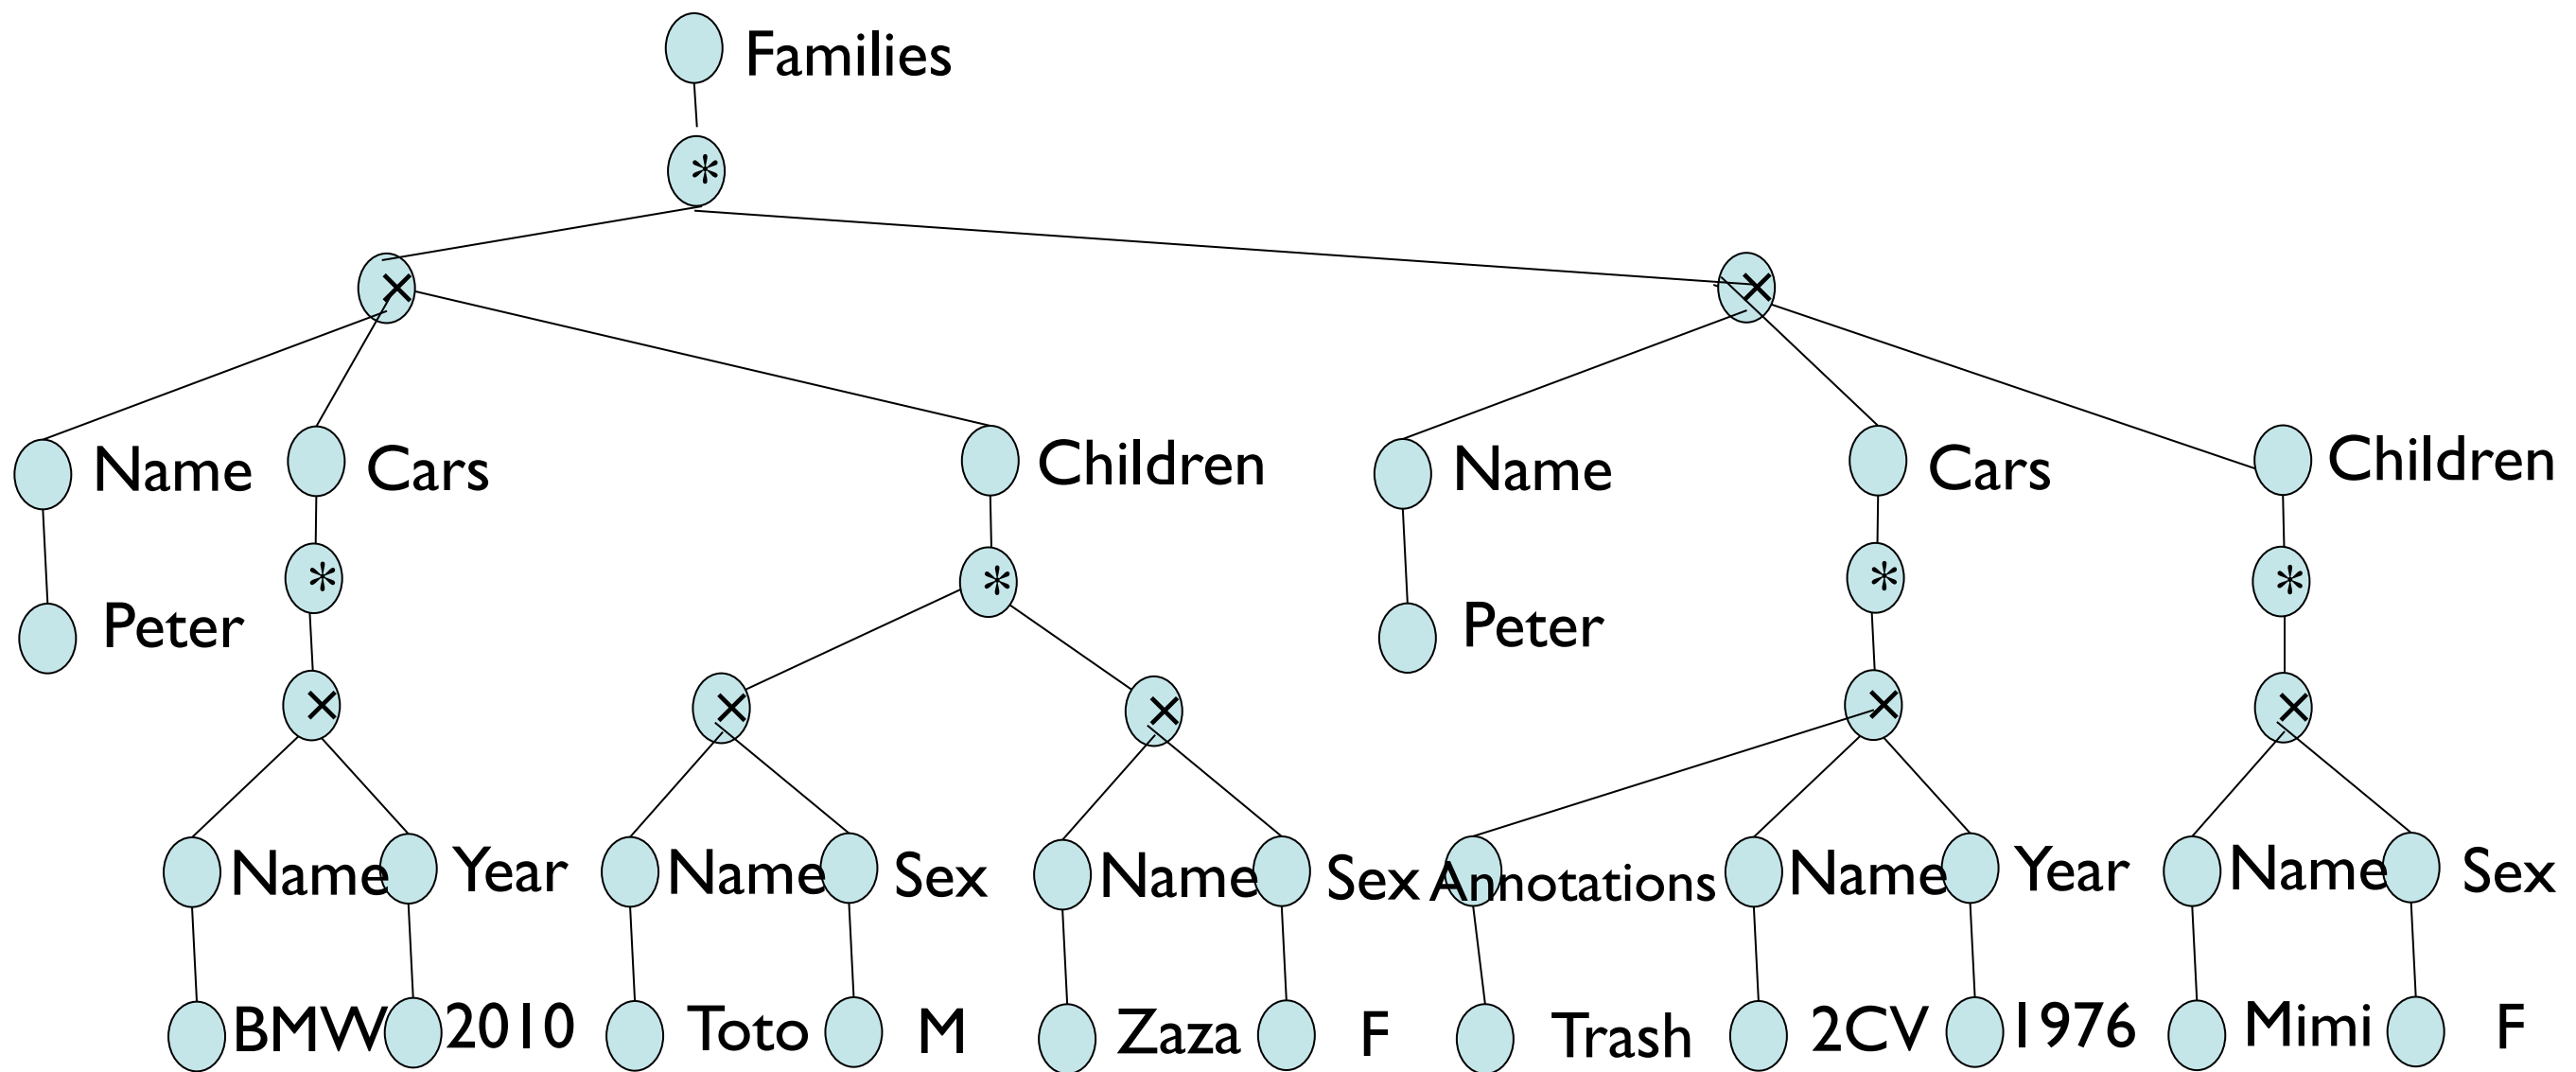 Families
*
× ×
Name Cars Children Name Cars Children
* * * *
Peter Peter
× × × × ×
Name Year Name Sex Name Sex Annotations Name Year Name Sex
BMW 2010 Toto M Zaza F Trash 2CV 1976 Mimi F